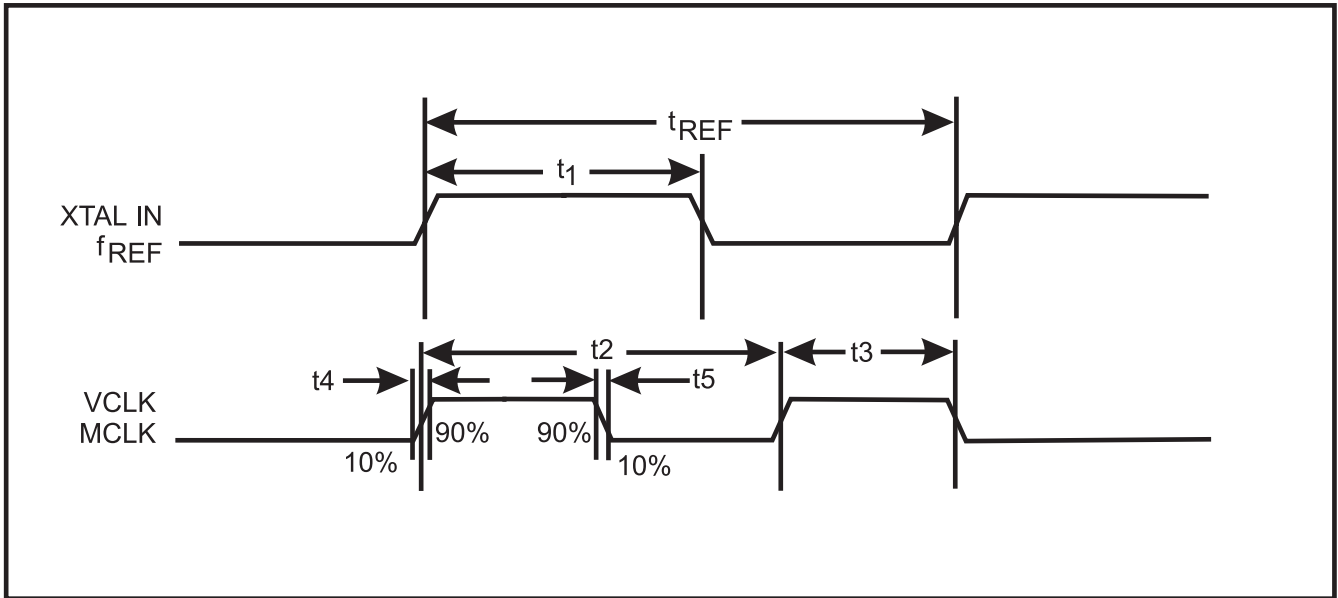 tREF
t1
XTAL IN
fREF
t2
t3
t4
t5
VCLK
MCLK
90%
90%
10%
10%